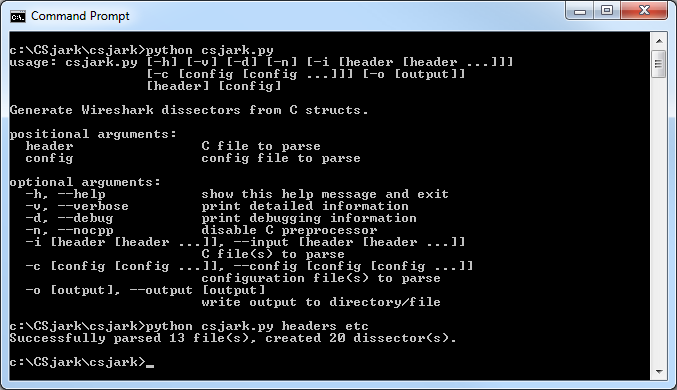 Command Prompt
c:\CSjark\csjark>python csjark.py
usage: csjark.py [-h] [-v] [-d] [-n] [-i [header [header ...]]]
                 [-c [config [config ...]]] [-o [output]]
                 [header] [config]
Generate Wireshark dissectors from C structs.
positional arguments:
  header                C file to parse
  config                config file to parse
optional arguments:
  -h, --help            show this help message and exit
  -v, --verbose         print detailed information
  -d, --debug           print debugging information
  -n, --nocpp           disable C preprocessor
  -i [header [header ...]], --input [header [header ...]]
                        C file(s) to parse
  -c [config [config ...]], --config [config [config ...]]
                        configuration file(s) to parse
  -o [output], --output [output]
                        write output to directory/file
c:\CSjark\csjark>python csjark.py headers etc
Successfully parsed 13 file(s), created 20 dissector(s).
c:\CSjark\csjark>_